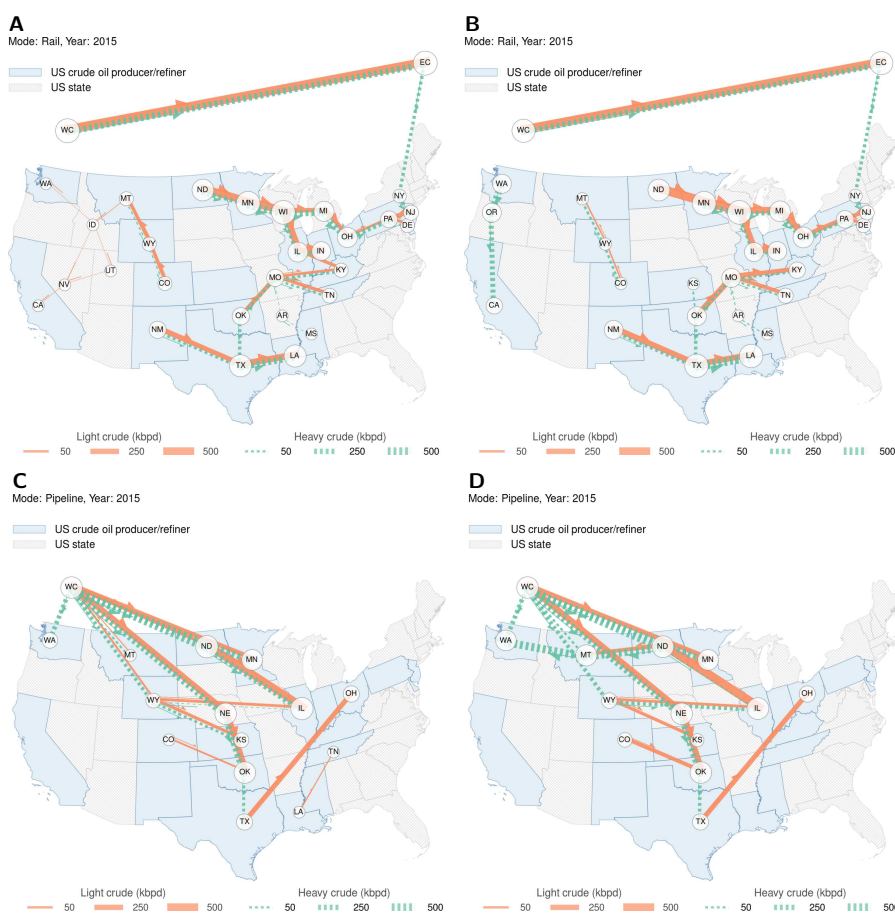 A
Mode: Rail, Year: 2015
US crude oil producer/refiner
US state
EC
WC
WA
MT
ND
MN
WI
MI
ID
WY
OH
PA
NJ
DE
IL
IN
UT
NV
CO
MO
KY
TN
CA
OK
AR
NM
MS
TX
LA
Light crude (kbpd)
Heavy crude (kbpd)
50 250 500 50 250 500
B
Mode: Rail, Year: 2015
US crude oil producer/refiner
US state
EC
WC
WA
MT
ND
NY
MN
OR
WI
MI
PA
NJ
DE
WY
OH
IL
IN
CO
KS
MO
KY
TN
CA
OK
AR
NM
MS
TX
LA
Light crude (kbpd)
Heavy crude (kbpd)
50 250 500 50 250 500
C
Mode: Pipeline, Year: 2015
US crude oil producer/refiner
US state
WC
WA
ND
MT
MN
WY
OH
NE
IL
CO
KS
TN
OK
LA
TX
Light crude (kbpd)
Heavy crude (kbpd)
50 250 500 50 250 500
D
Mode: Pipeline, Year: 2015
US crude oil producer/refiner
US state
WC
WA
ND
MT
MN
WY
OH
NE
IL
CO
KS
OK
TX
Light crude (kbpd)
Heavy crude (kbpd)
50 250 500 50 250